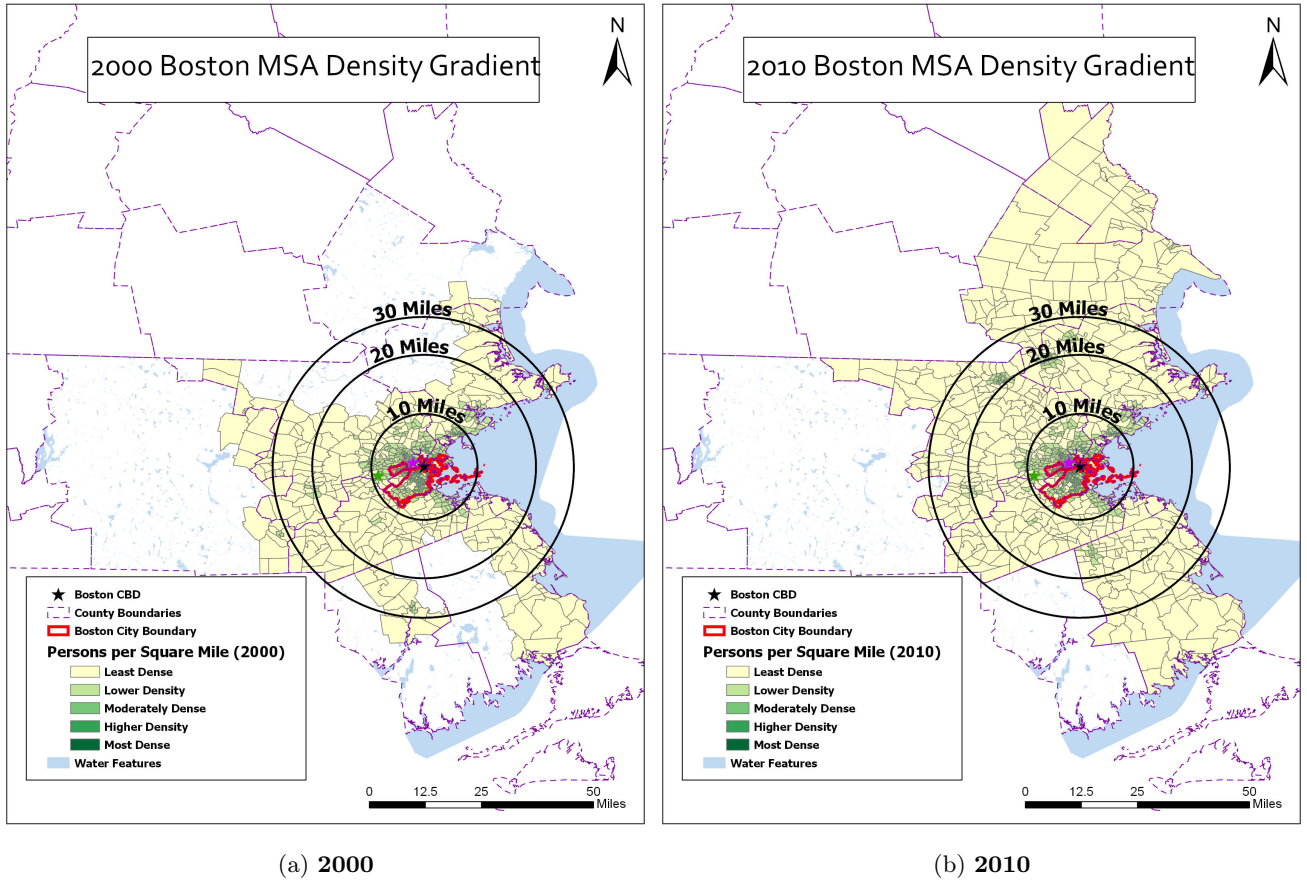 2000 Boston MSA Density Gradient
N
30 Miles
20 Miles
10 Miles
Boston CBD
County Boundaries
Boston City Boundary
Persons per Square Mile (2000)
Least Dense
Lower Density
Moderately Dense
Higher Density
Most Dense
Water Features
0 12.5 25 50
Miles
(a) 2000
2010 Boston MSA Density Gradient
N
30 Miles
20 Miles
10 Miles
Boston CBD
County Boundaries
Boston City Boundary
Persons per Square Mile (2010)
Least Dense
Lower Density
Moderately Dense
Higher Density
Most Dense
Water Features
0 12.5 25 50
Miles
(b) 2010